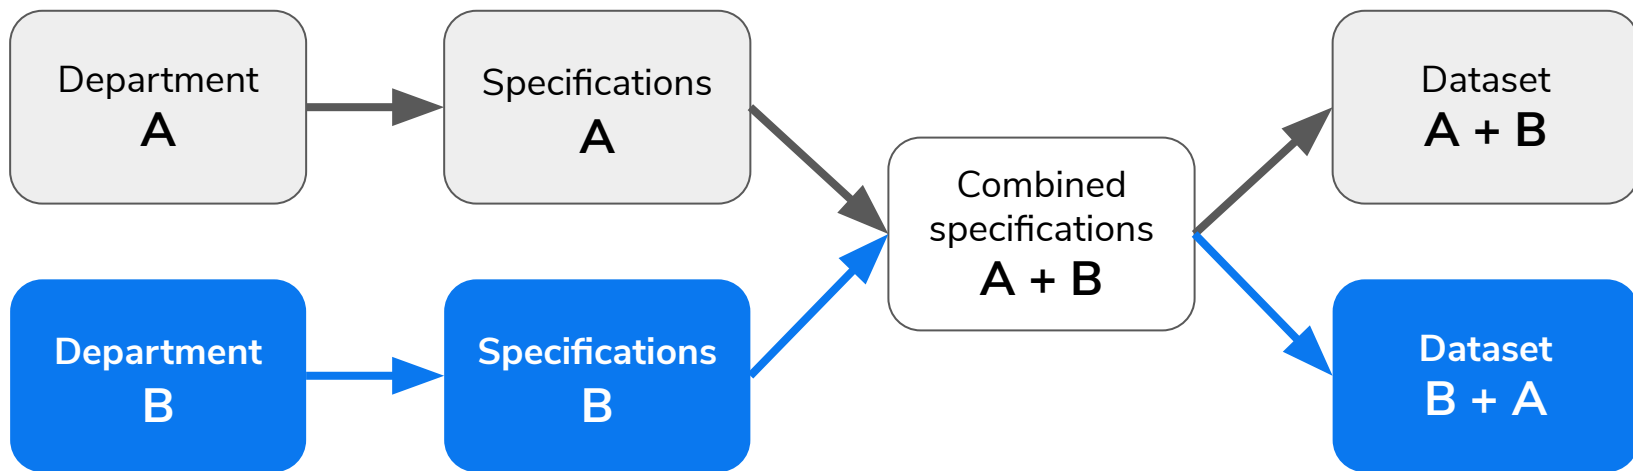 Department
A
Specifications
A
Combined
specifications
A + B
Dataset
A + B
Department
B
Specifications
B
Dataset
B + A